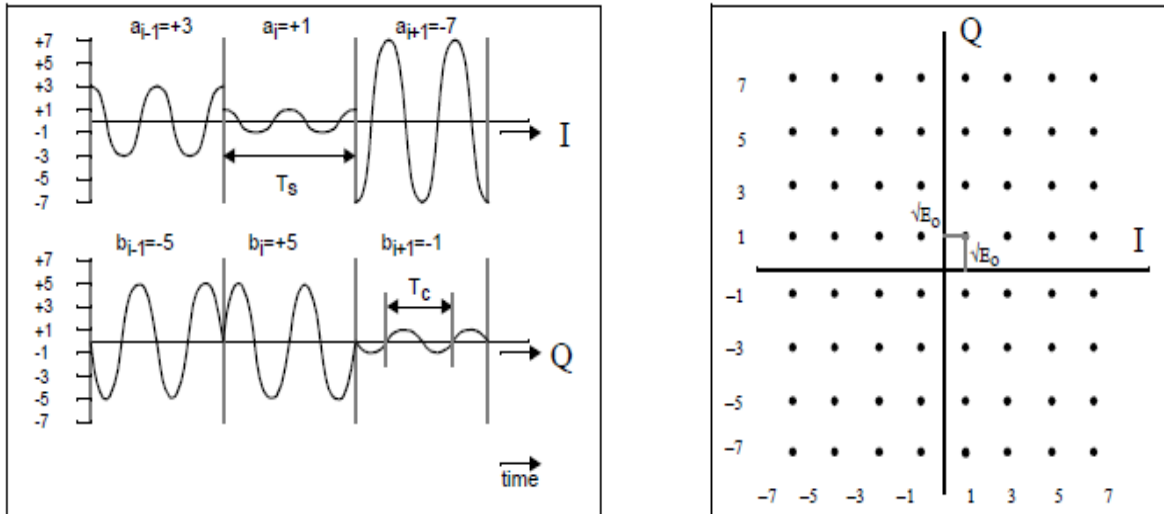 a_{i-1}=+3 a_i=+1 a_{i+1}=-7
+7
+5
+3
+1
-1
-3
-5
-7
I
T_s
b_{i-1}=-5 b_i=+5 b_{i+1}=-1
+7
+5
+3
+1
-1
-3
-5
-7
T_c
Q
time
Q
7
5
3
1
√E_o
√E_o
I
−1
−3
−5
−7
−7 −5 −3 −1 1 3 5 7